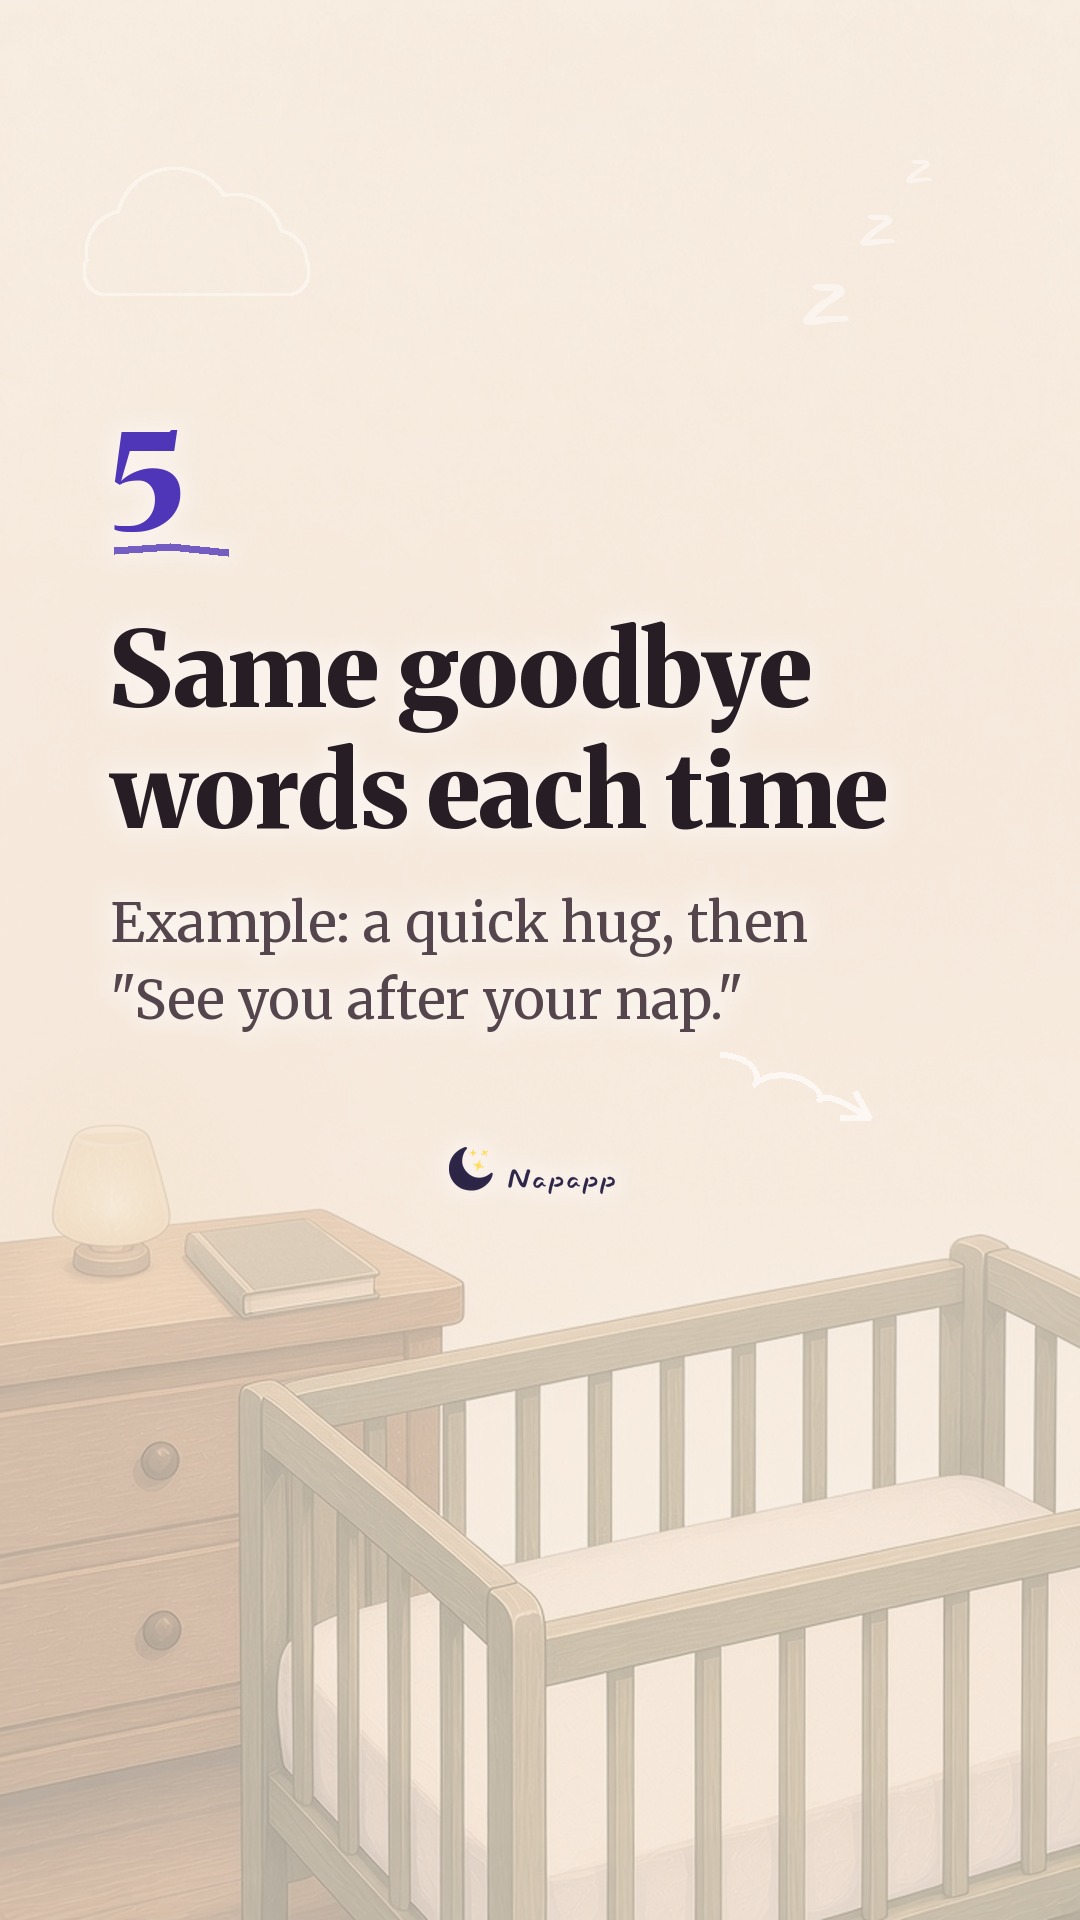 z
z
z
5
Same goodbye
words each time
Example: a quick hug, then
"See you after your nap."
Napapp